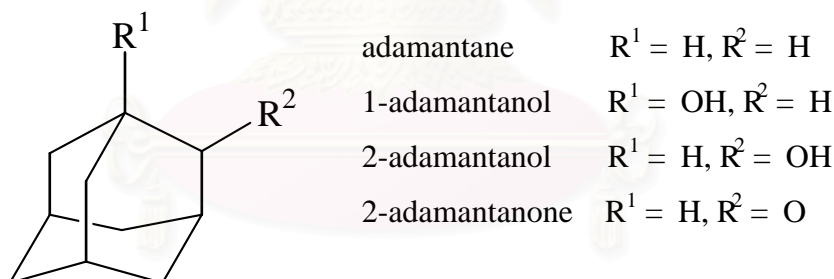 R¹
R²
adamantane R¹ = H, R² = H
1-adamantanol R¹ = OH, R² = H
2-adamantanol R¹ = H, R² = OH
2-adamantanone R¹ = H, R² = O